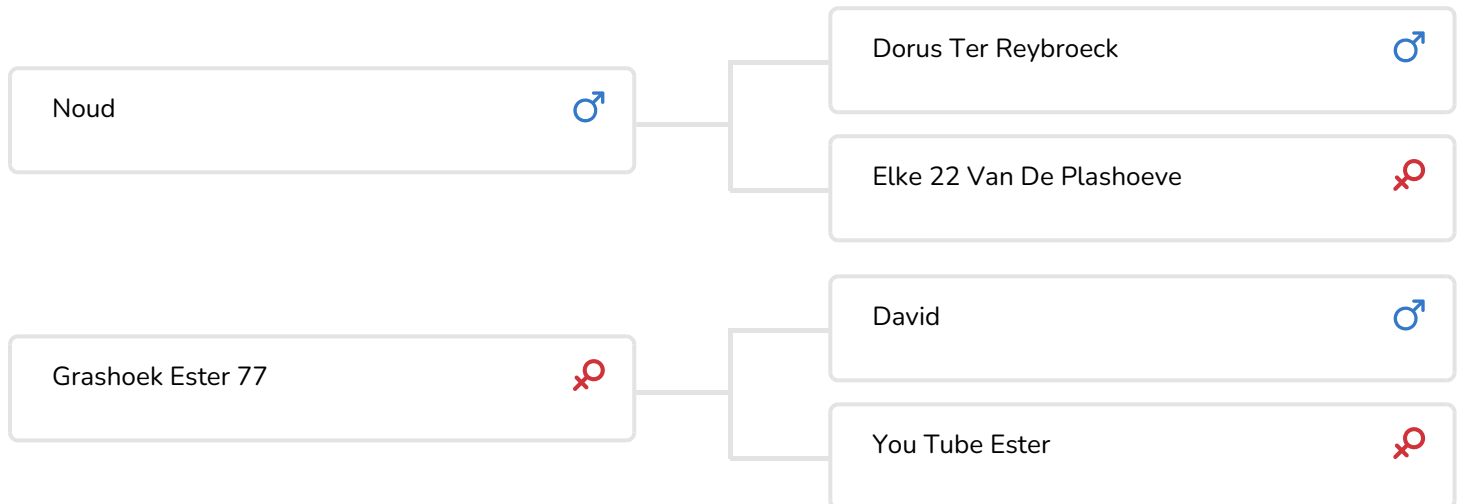 Dorus Ter Reybroeck
Noud
Elke 22 Van De Plashoeve
David
Grashoek Ester 77
You Tube Ester